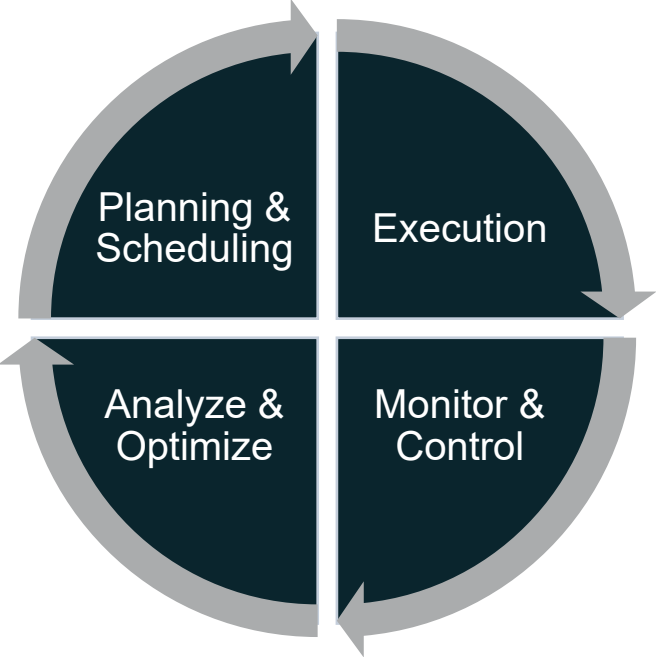 Planning &
Scheduling
Execution
Analyze &
Optimize
Monitor &
Control